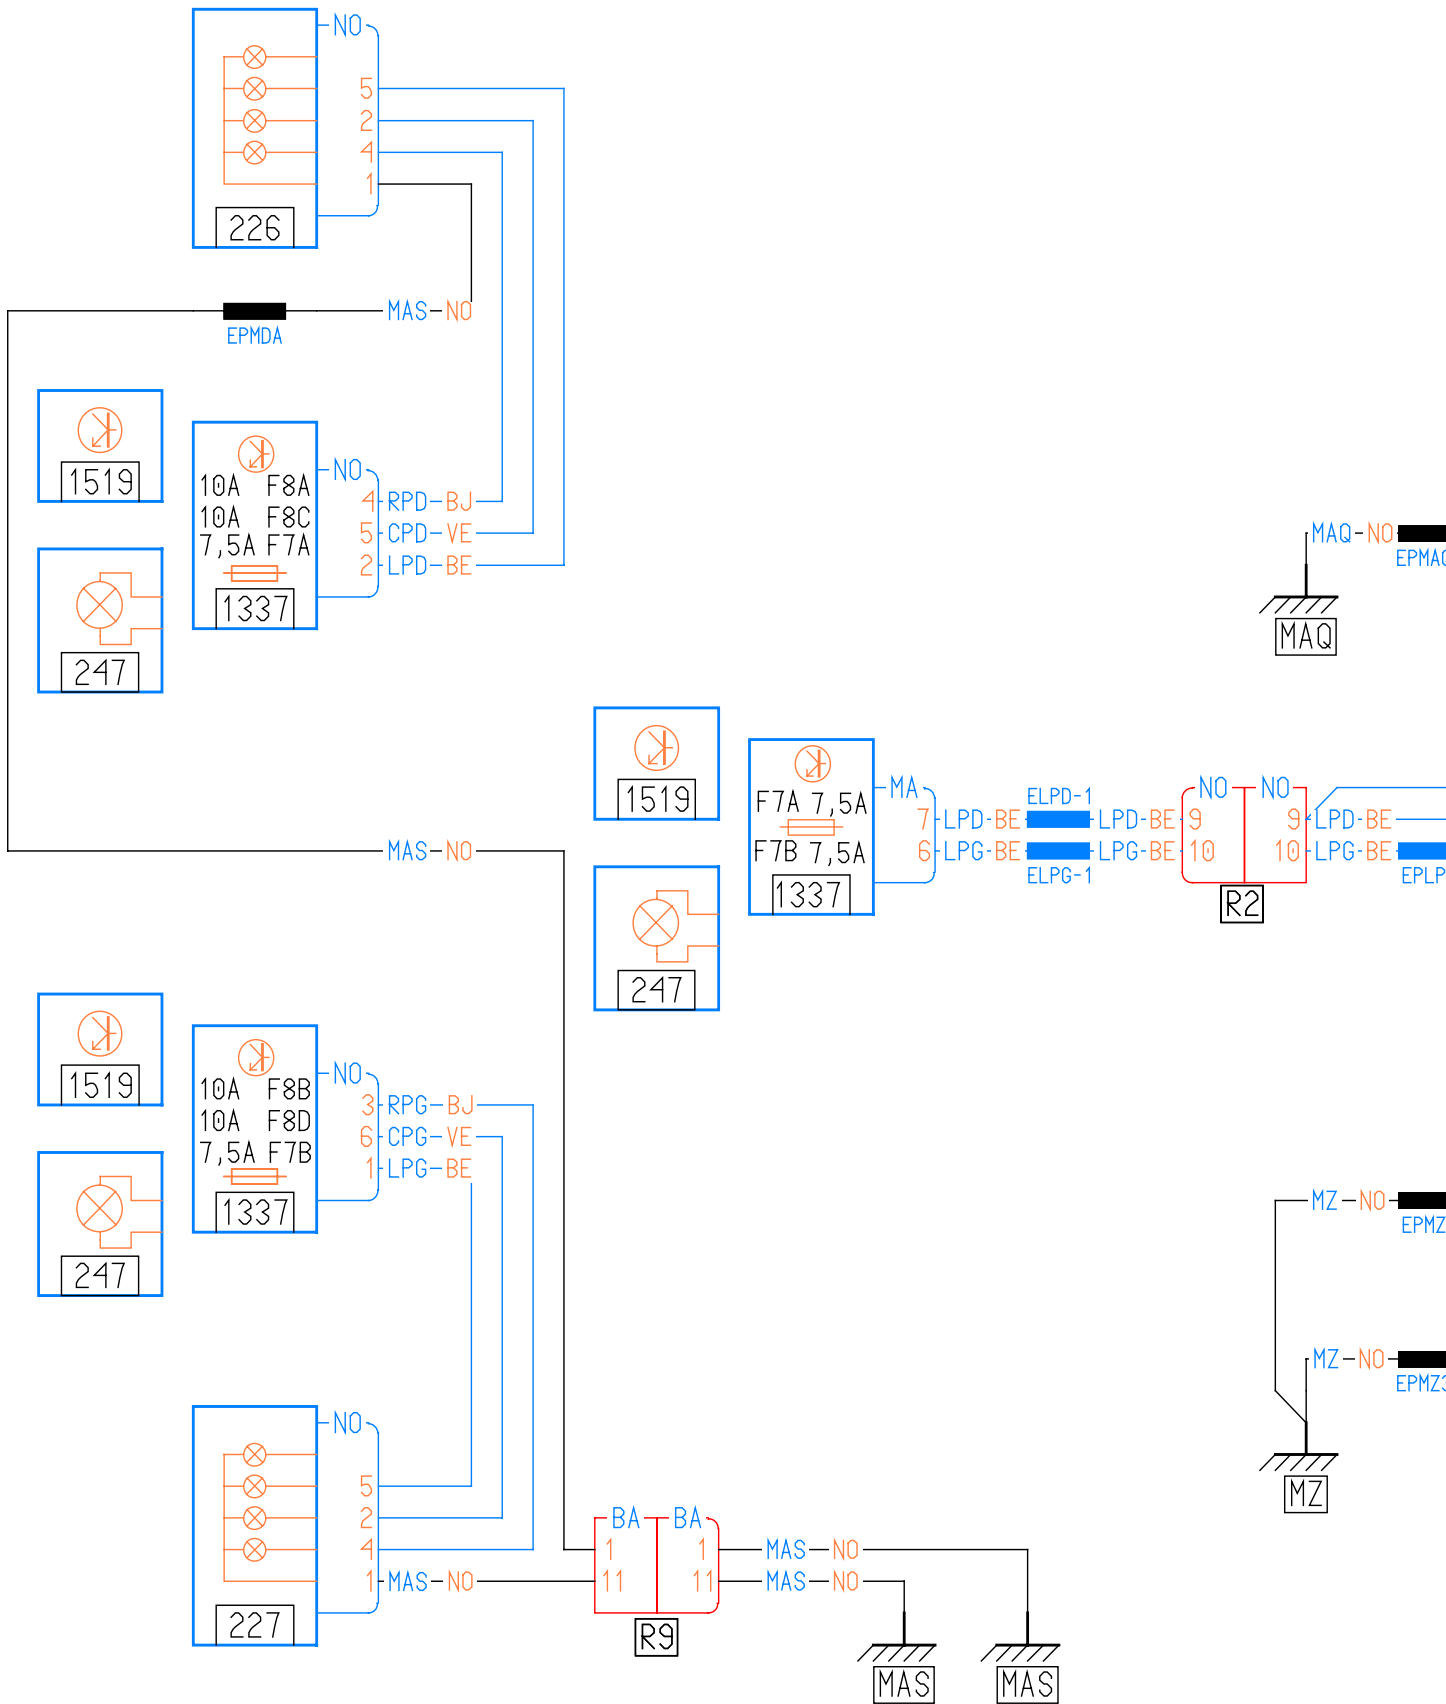 NO
5
2
4
1
226
MAS NO
EPMDA
1519
10A F8A
10A F8C
7,5A F7A
1337
NO
4 RPD BJ
5 CPD VE
2 LPD BE
247
MAQ NO
EPMAQ
MAQ
1519
F7A 7,5A
F7B 7,5A
1337
MA
7 LPD BE ELPD-1 LPD BE 9
6 LPG BE ELPG-1 LPG BE 10
NO NO
9 LPD BE
10 LPG BE
EPLP
R2
247
MAS NO
1519
10A F8B
10A F8D
7,5A F7B
1337
NO
3 RPG BJ
6 CPG VE
1 LPG BE
247
MZ NO
EPMZ
MZ NO
EPMZ3
MZ
NO
5
2
4
1 MAS NO
227
BA BA
1 1 MAS NO
11 11 MAS NO
R9
MAS MAS